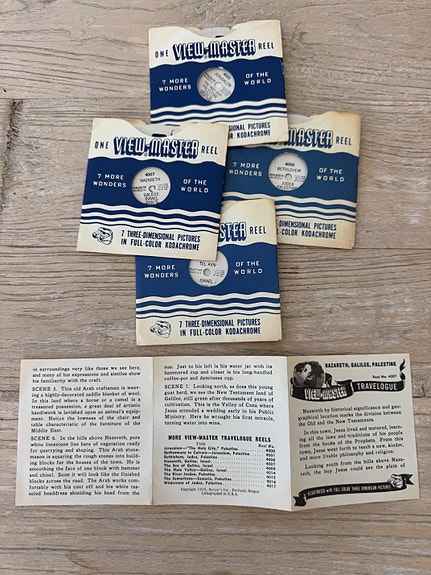 ONE VIEW-MASTER REEL
7 MORE WONDERS OF THE WORLD
4000
JERUSALEM
DIMENSIONAL PICTURES
FULL-COLOR KODACHROME
ONE VIEW-MASTER REEL
7 MORE WONDERS OF THE WORLD
4007
NAZARETH
GALILEE
ISRAEL
7 THREE-DIMENSIONAL PICTURES
IN FULL-COLOR KODACHROME
MASTER REEL
7 MORE WONDERS OF THE WORLD
BETHLEHEM
JUDEA
DIMENSIONAL PICTURES
COLOR KODACHROME
MASTER REEL
7 MORE WONDERS OF THE WORLD
TEL AVIV
ISRAEL
7 THREE-DIMENSIONAL PICTURES
IN FULL-COLOR KODACHROME
in surroundings very like those we see here,
and many of his expressions and similes show
his familiarity with the craft.
SCENE 5. This old Arab craftsman is weav-
ing a highly-decorated saddle blanket of wool.
In this land where a horse or a camel is a
treasured possession, a great deal of artistic
handiwork is lavished upon an animal's equip-
ment. Notice the lowness of the chair and
table characteristic of the furniture of the
Middle East.
SCENE 6. In the hills above Nazareth, pure
white limestone lies bare of vegetation ready
for quarrying and shaping. This Arab stone-
mason is squaring the rough stones into build-
ing blocks for the houses of the town. He is
smoothing the face of one block with hammer
and chisel. Soon it will look like the finished
blocks across the road. The Arab works com-
fortably with his coat off and his white tas-
seled headdress shielding his head from the
sun. Just to his left is his water jar with its
hammered cup and closer is his long-handled
coffee-pot and demitasse cup.
SCENE 7. Looking north, as does this young
goat herd, we see the New Testament land of
Galilee, still green after thousands of years of
cultivation. This is the Valley of Cana where
Jesus attended a wedding early in his Public
Ministry. Here he wrought his first miracle,
turning water into wine.
MORE VIEW-MASTER TRAVELOGUE REELS
Title Reel No.
NAZARETH, GALILEE, PALESTINE
Reel No. 4007
VIEW-MASTER
TRAVELOGUE
Nazareth by historical significance and geo-
graphical location marks the division between
the Old and the New Testaments.
In this town, Jesus lived and matured, learn-
ing all the laws and traditions of his people
from the books of the Prophets. From this
town, Jesus went forth to teach a new, richer,
and more livable philosophy and religion.
Looking south from the hills above Naza-
reth, the boy Jesus could see the plain of
ILLUSTRATED WITH FULL COLOR THREE DIMENSION PICTURES